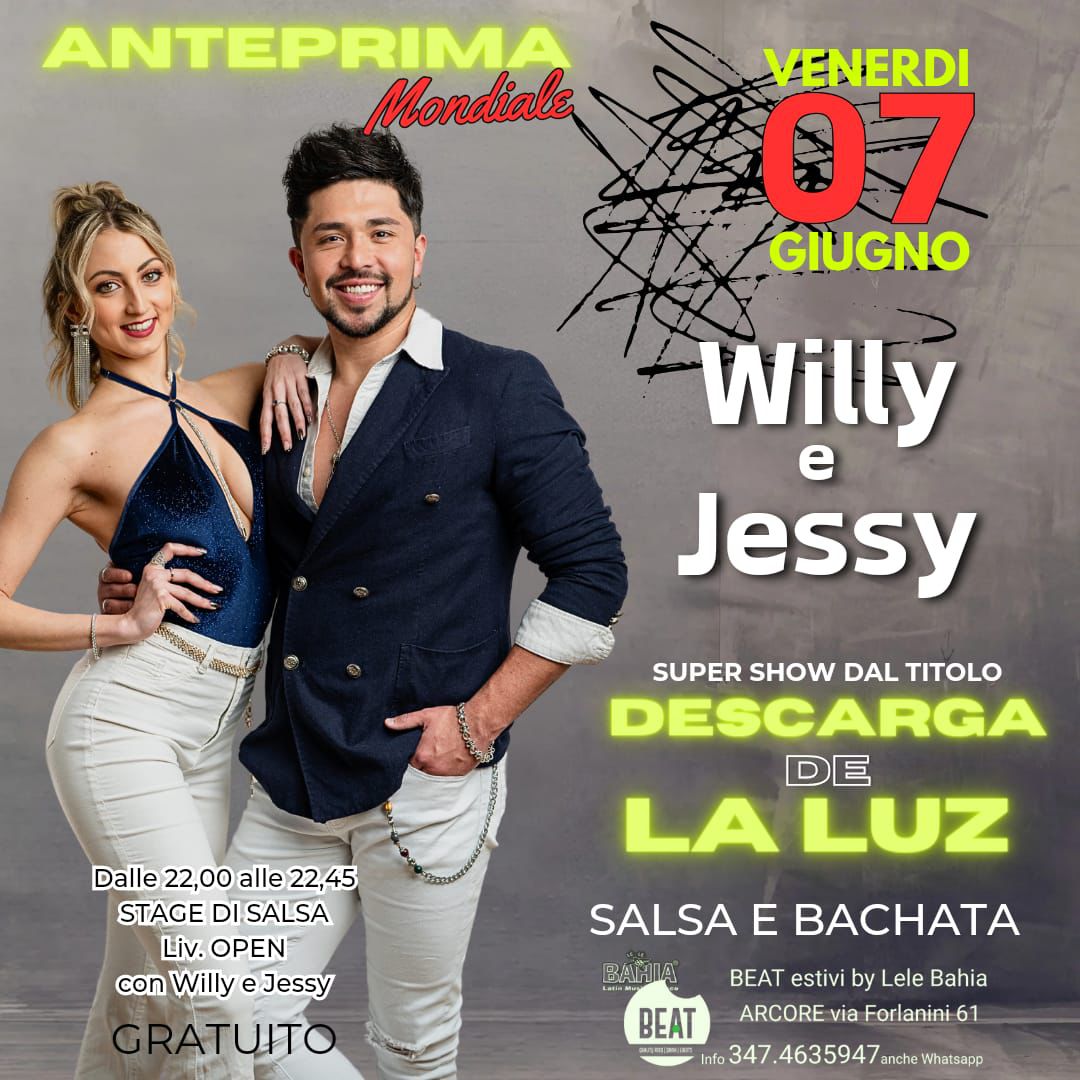 ANTEPRIMA
Mondiale
VENERDI
07
GIUGNO
Willy
e
Jessy
SUPER SHOW DAL TITOLO
DESCARGA
DE
LA LUZ
SALSA E BACHATA
Dalle 22,00 alle 22,45
STAGE DI SALSA
Liv. OPEN
con Willy e Jessy
GRATUITO
BAHIA
BEAT estivi by Lele Bahia
ARCORE via Forlanini 61
BEAT
Info 347.4635947 anche Whatsapp